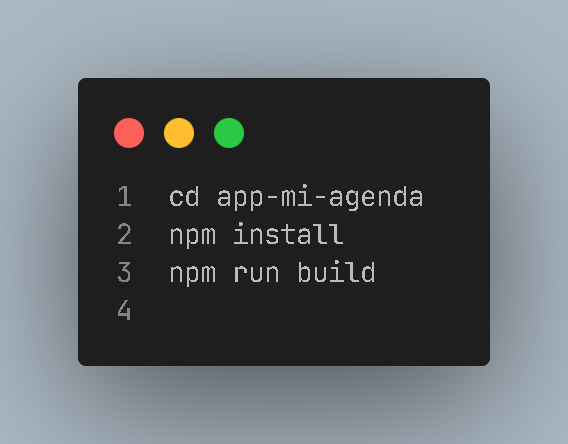 1 cd app-mi-agenda
2 npm install
3 npm run build
4